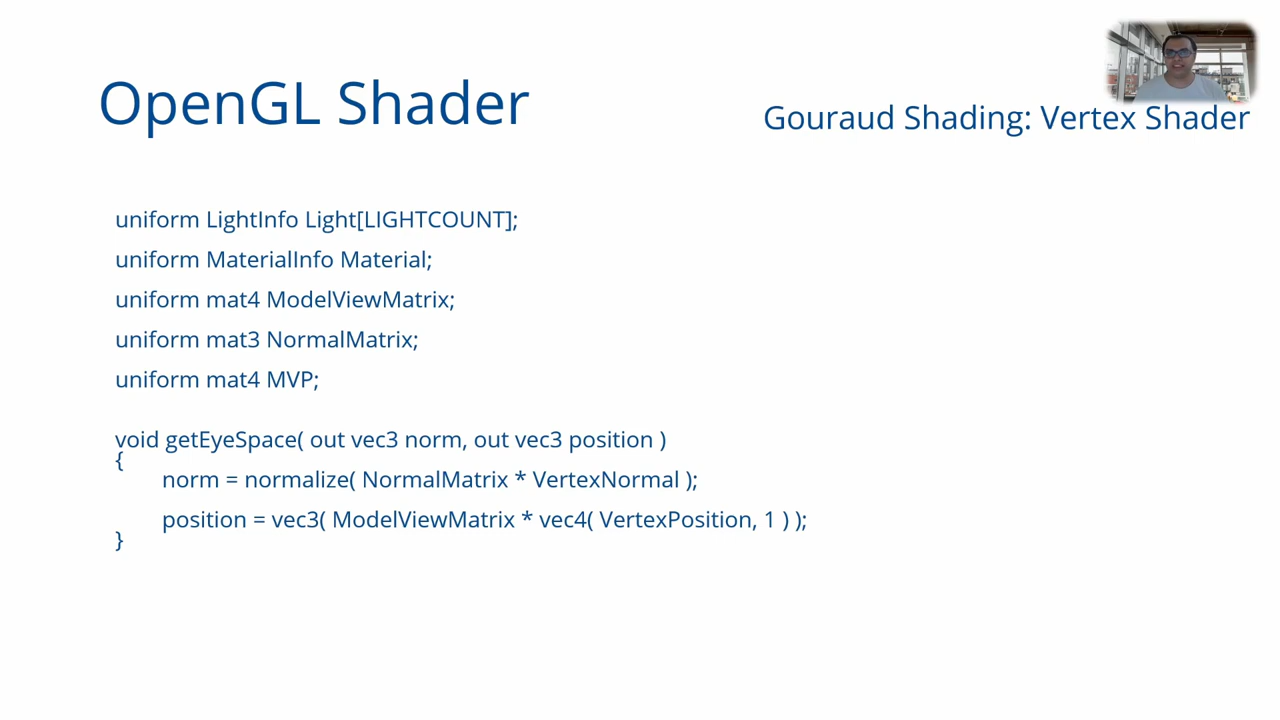 OpenGL Shader
Gouraud Shading: Vertex Shader
uniform LightInfo Light[LIGHTCOUNT];
uniform MaterialInfo Material;
uniform mat4 ModelViewMatrix;
uniform mat3 NormalMatrix;
uniform mat4 MVP;
void getEyeSpace( out vec3 norm, out vec3 position )
{
norm = normalize( NormalMatrix * VertexNormal );
position = vec3( ModelViewMatrix * vec4( VertexPosition, 1 ) );
}